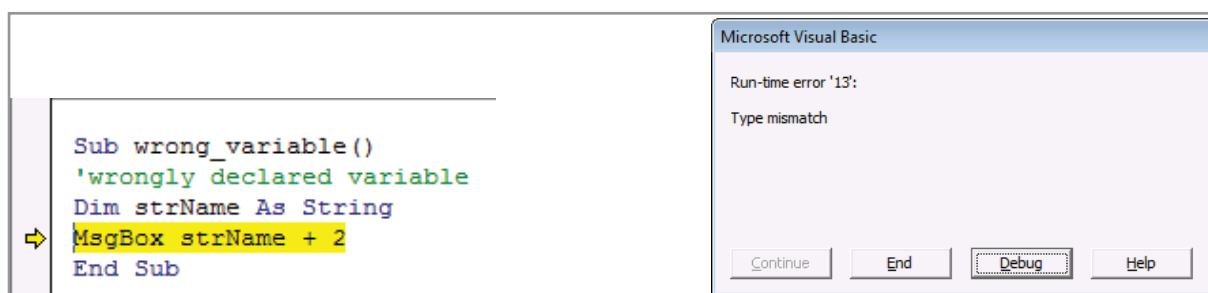 Sub wrong_variable()
'wrongly declared variable
Dim strName As String
MsgBox strName + 2
End Sub
Microsoft Visual Basic
Run-time error '13':
Type mismatch
Continue End Debug Help